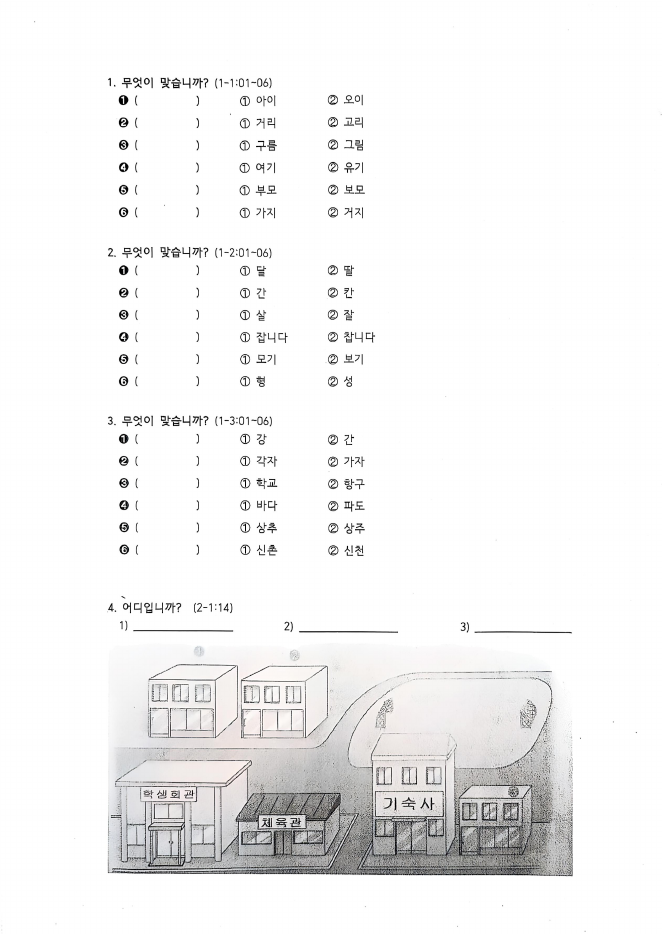 1. 무엇이 맞습니까? (1-1:01~06)
❶ (          ) ① 아이 ② 오이
❷ (          ) ① 거리 ② 고리
❸ (          ) ① 구름 ② 그림
❹ (          ) ① 여기 ② 유기
❺ (          ) ① 부모 ② 보모
❻ (          ) ① 가지 ② 거지
2. 무엇이 맞습니까? (1-2:01~06)
❶ (          ) ① 달 ② 딸
❷ (          ) ① 간 ② 칸
❸ (          ) ① 살 ② 잘
❹ (          ) ① 잡니다 ② 찹니다
❺ (          ) ① 모기 ② 보기
❻ (          ) ① 형 ② 성
3. 무엇이 맞습니까? (1-3:01~06)
❶ (          ) ① 강 ② 간
❷ (          ) ① 각자 ② 가자
❸ (          ) ① 학교 ② 항구
❹ (          ) ① 바다 ② 파도
❺ (          ) ① 상추 ② 상주
❻ (          ) ① 신촌 ② 신천
4. 어디입니까? (2-1:14)
1) ____________ 2) ____________ 3) ____________
①
학생회관
기숙사
체육관